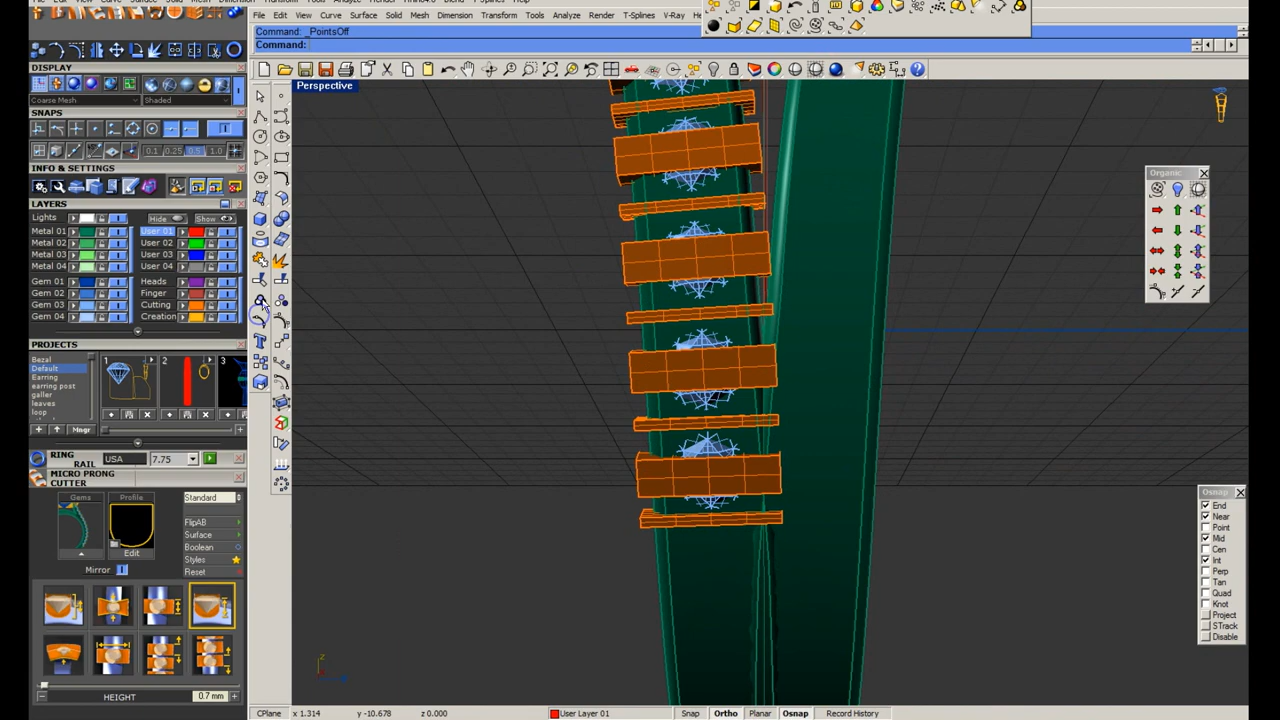 File Edit View Curve Surface Solid Mesh Dimension Transform Tools Analyze Render T-Splines V-Ray
Command: _PointsOff
Command:
DISPLAY
Coarse Mesh
Shaded
Perspective
SNAPS
0.1 0.25 0.5 1.0
INFO & SETTINGS
LAYERS
Lights
Hide
Show
Metal 01
User 01
Metal 02
User 02
Metal 03
User 03
Metal 04
User 04
Gem 01
Heads
Gem 02
Finger
Gem 03
Cutting
Gem 04
Creation
PROJECTS
Bezal
Default
Earring
earring post
galler
leaves
loop
1
2
3
Mngr
RING RAIL
USA
7.75
MICRO PRONG CUTTER
Gems
Profile
Standard
FlipAB
Surface
Boolean
Styles
Reset
Edit
Mirror
HEIGHT
0.7 mm
Organic
Osnap
End
Near
Point
Mid
Cen
Int
Perp
Tan
Quad
Knot
Project
STrack
Disable
z
CPlane x 1.314 y -10.678 z 0.000 User Layer 01 Snap Ortho Planar Osnap Record History